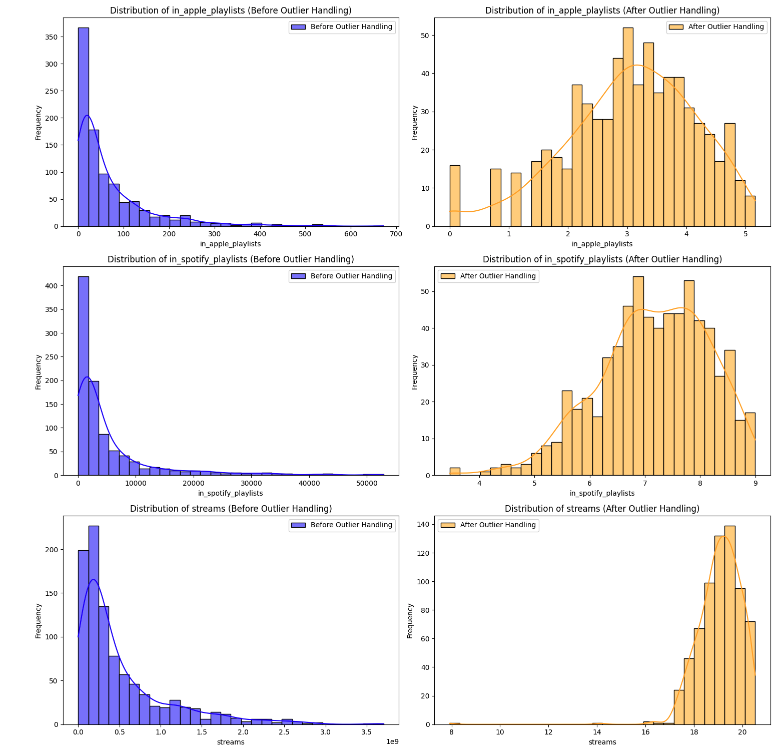 Distribution of in_apple_playlists (Before Outlier Handling)
Before Outlier Handling
Frequency
350
300
250
200
150
100
50
0
0 100 200 300 400 500 600 700
in_apple_playlists
Distribution of in_apple_playlists (After Outlier Handling)
After Outlier Handling
Frequency
50
40
30
20
10
0
0 1 2 3 4 5
in_apple_playlists
Distribution of in_spotify_playlists (Before Outlier Handling)
Before Outlier Handling
Frequency
400
350
300
250
200
150
100
50
0
0 10000 20000 30000 40000 50000
in_spotify_playlists
Distribution of in_spotify_playlists (After Outlier Handling)
After Outlier Handling
Frequency
50
40
30
20
10
0
4 5 6 7 8 9
in_spotify_playlists
Distribution of streams (Before Outlier Handling)
Before Outlier Handling
Frequency
200
150
100
50
0
0.0 0.5 1.0 1.5 2.0 2.5 3.0 3.5
1e9
streams
Distribution of streams (After Outlier Handling)
After Outlier Handling
Frequency
140
120
100
80
60
40
20
0
8 10 12 14 16 18 20
streams